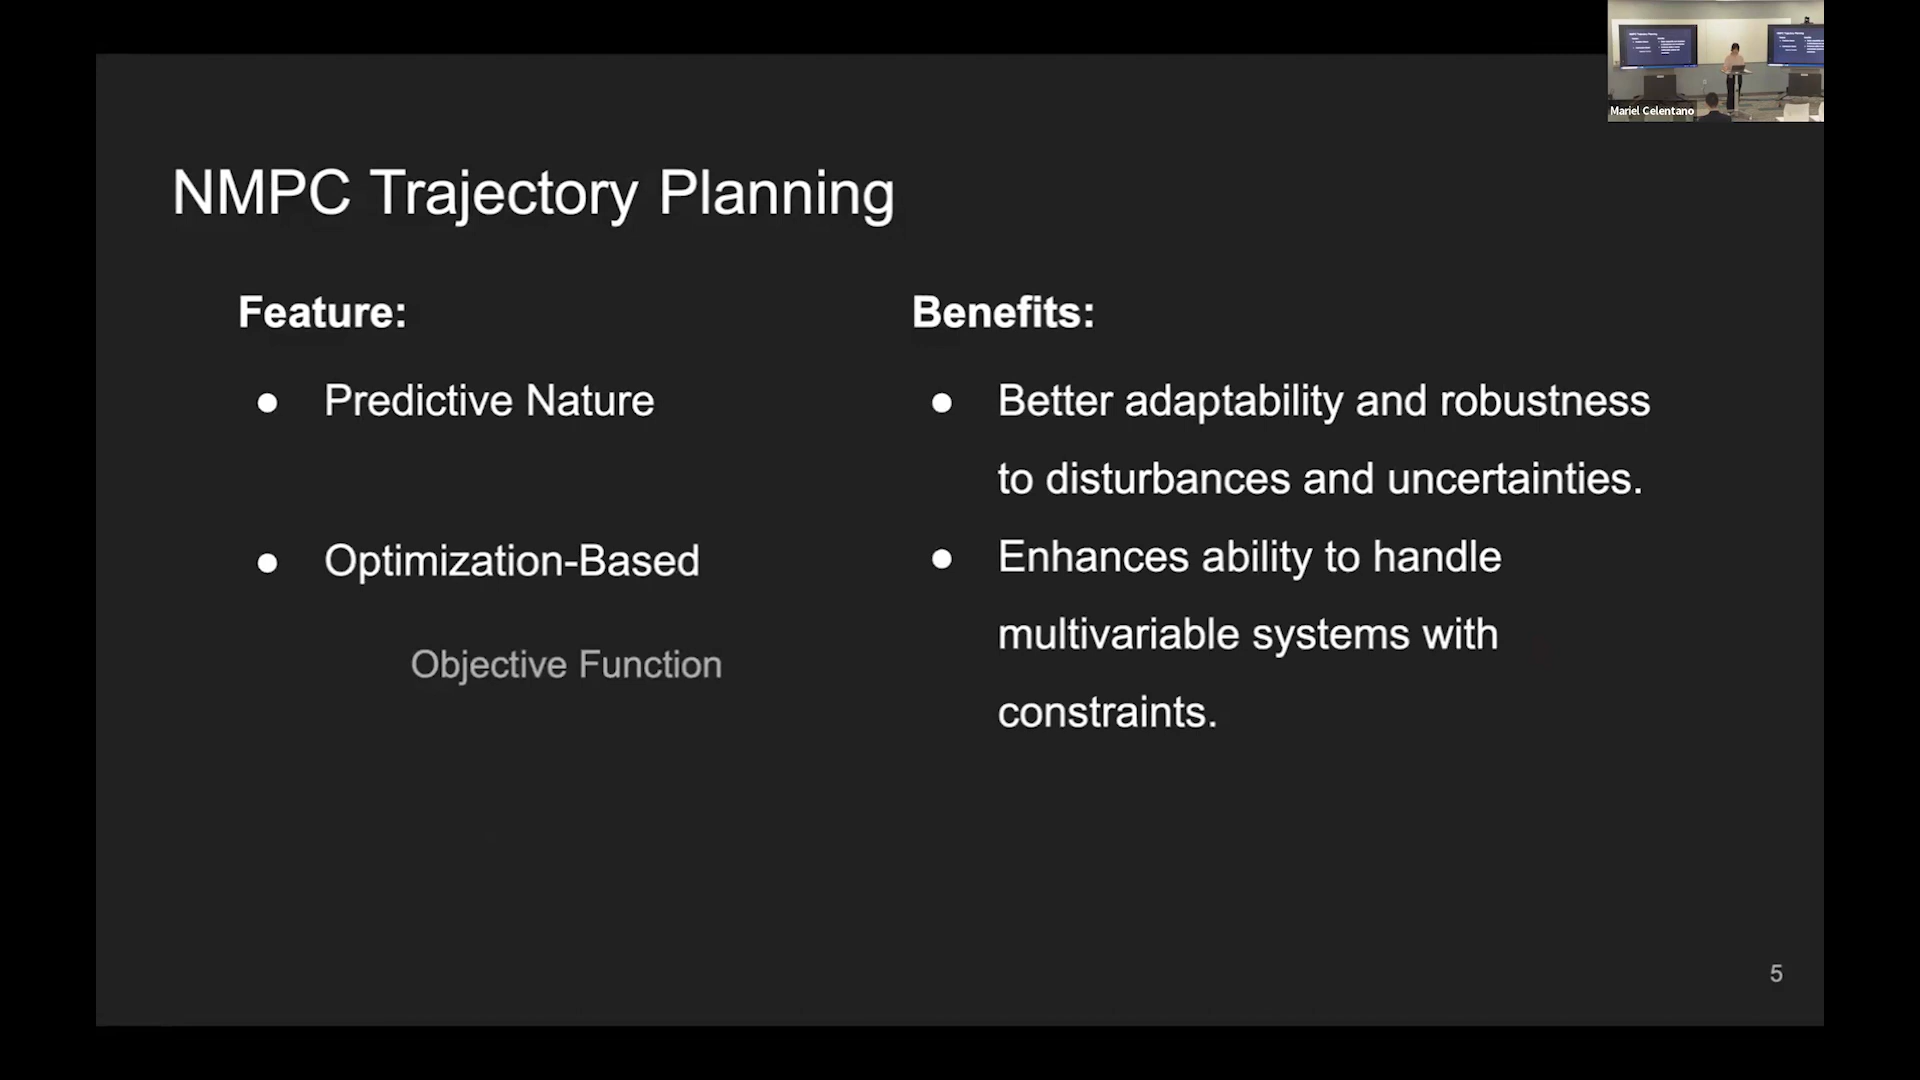 Mariel Celentano
NMPC Trajectory Planning
Feature:
● Predictive Nature
● Optimization-Based
Objective Function
Benefits:
● Better adaptability and robustness
to disturbances and uncertainties.
● Enhances ability to handle
multivariable systems with
constraints.
5